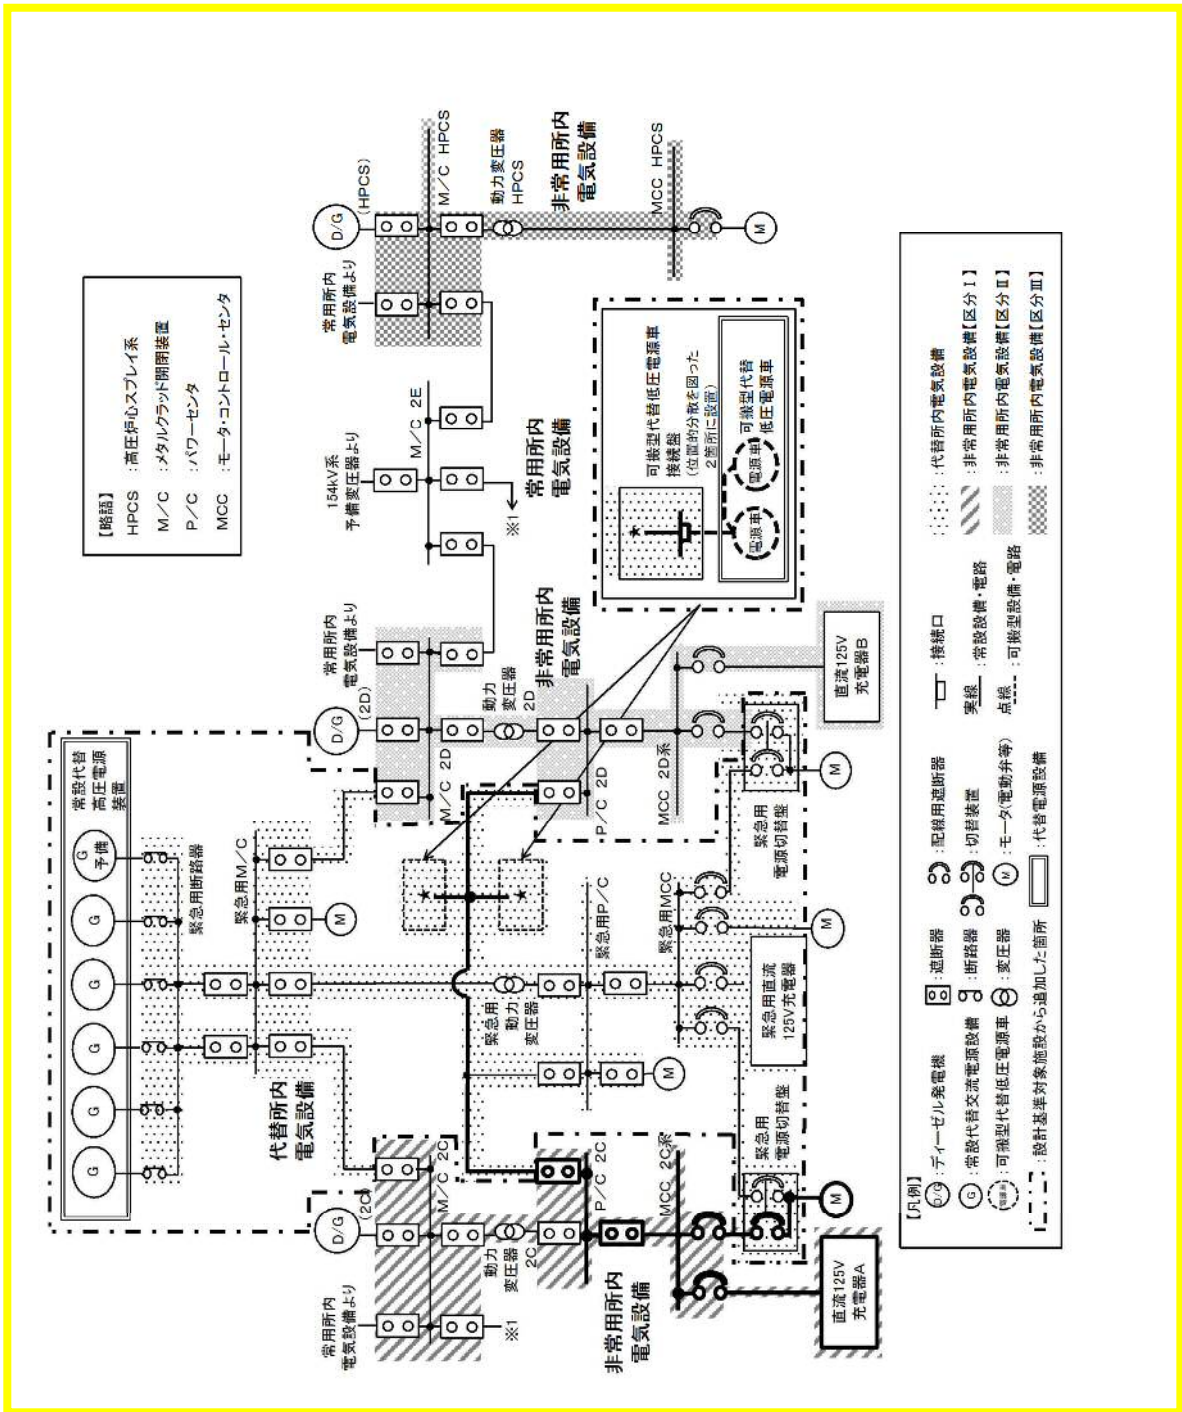 【略語】
HPCS :高圧炉心スプレイ系
M/C :メタルクラッド開閉装置
P/C :パワーセンタ
MCC :モータ・コントロール・センタ
常設代替
高圧電源
装置
G
G
G
G
G
G
予備
緊急用断路器
緊急用M/C
M
代替所内
電気設備
常用所内
電気設備より
D/G
(2C)
M/C 2C
※1
動力
変圧器
2C
P/C 2C
非常用所内
電気設備
MCC 2C系
直流125V
充電器A
緊急用
電源切替盤
M
緊急用
動力
変圧器
緊急用P/C
M
緊急用MCC
緊急用直流
125V充電器
M
D/G
(2D)
常用所内
電気設備より
M/C 2D
動力
変圧器
2D
非常用所内
電気設備
P/C 2D
MCC 2D系
緊急用
電源切替盤
M
直流125V
充電器B
154kV系
予備変圧器より
M/C 2E
※1
常用所内
電気設備
常用所内
電気設備より
D/G
(HPCS)
M/C HPCS
動力変圧器
HPCS
非常用所内
電気設備
MCC HPCS
M
可搬型代替低圧電源車
接続盤
(位置的分散を図った
2箇所に設置)
可搬型代替
低圧電源車
電源車
電源車
【凡例】
D/G :ディーゼル発電機
G :常設代替交流電源設備
電源車 :可搬型代替低圧電源車
:設計基準対象施設から追加した箇所
:遮断器
:断路器
:変圧器
:配線用遮断器
:切替装置
M :モータ(電動弁等)
:代替電源設備
:接続口
実線 :常設設備・電路
点線 :可搬型設備・電路
:代替所内電気設備
:非常用所内電気設備【区分Ⅰ】
:非常用所内電気設備【区分Ⅱ】
:非常用所内電気設備【区分Ⅲ】